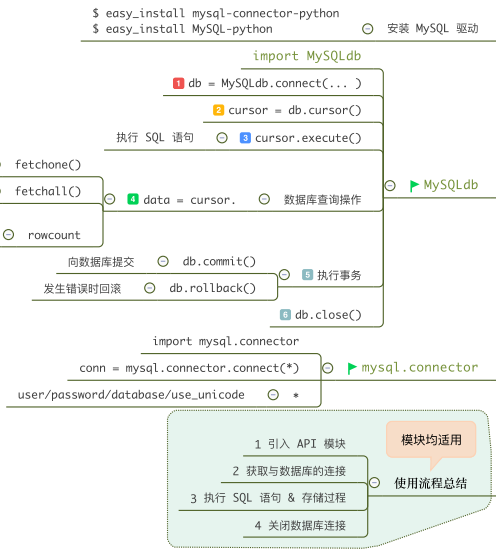 $ easy_install mysql-connector-python
$ easy_install MySQL-python
安装 MySQL 驱动
import MySQLdb
1 db = MySQLdb.connect(... )
2 cursor = db.cursor()
执行 SQL 语句
3 cursor.execute()
fetchone()
fetchall()
rowcount
4 data = cursor.
数据库查询操作
MySQLdb
向数据库提交
db.commit()
发生错误时回滚
db.rollback()
5 执行事务
6 db.close()
import mysql.connector
conn = mysql.connector.connect(*)
mysql.connector
user/password/database/use_unicode
*
模块均适用
1 引入 API 模块
2 获取与数据库的连接
使用流程总结
3 执行 SQL 语句 & 存储过程
4 关闭数据库连接